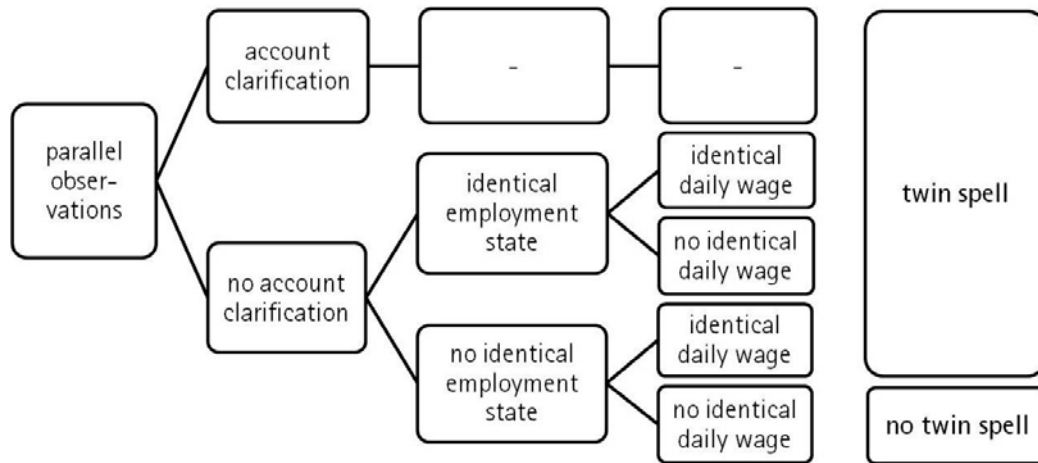 parallel
obser-
vations
account
clarification
-
-
no account
clarification
identical
employment
state
identical
daily wage
no identical
daily wage
no identical
employment
state
identical
daily wage
no identical
daily wage
twin spell
no twin spell